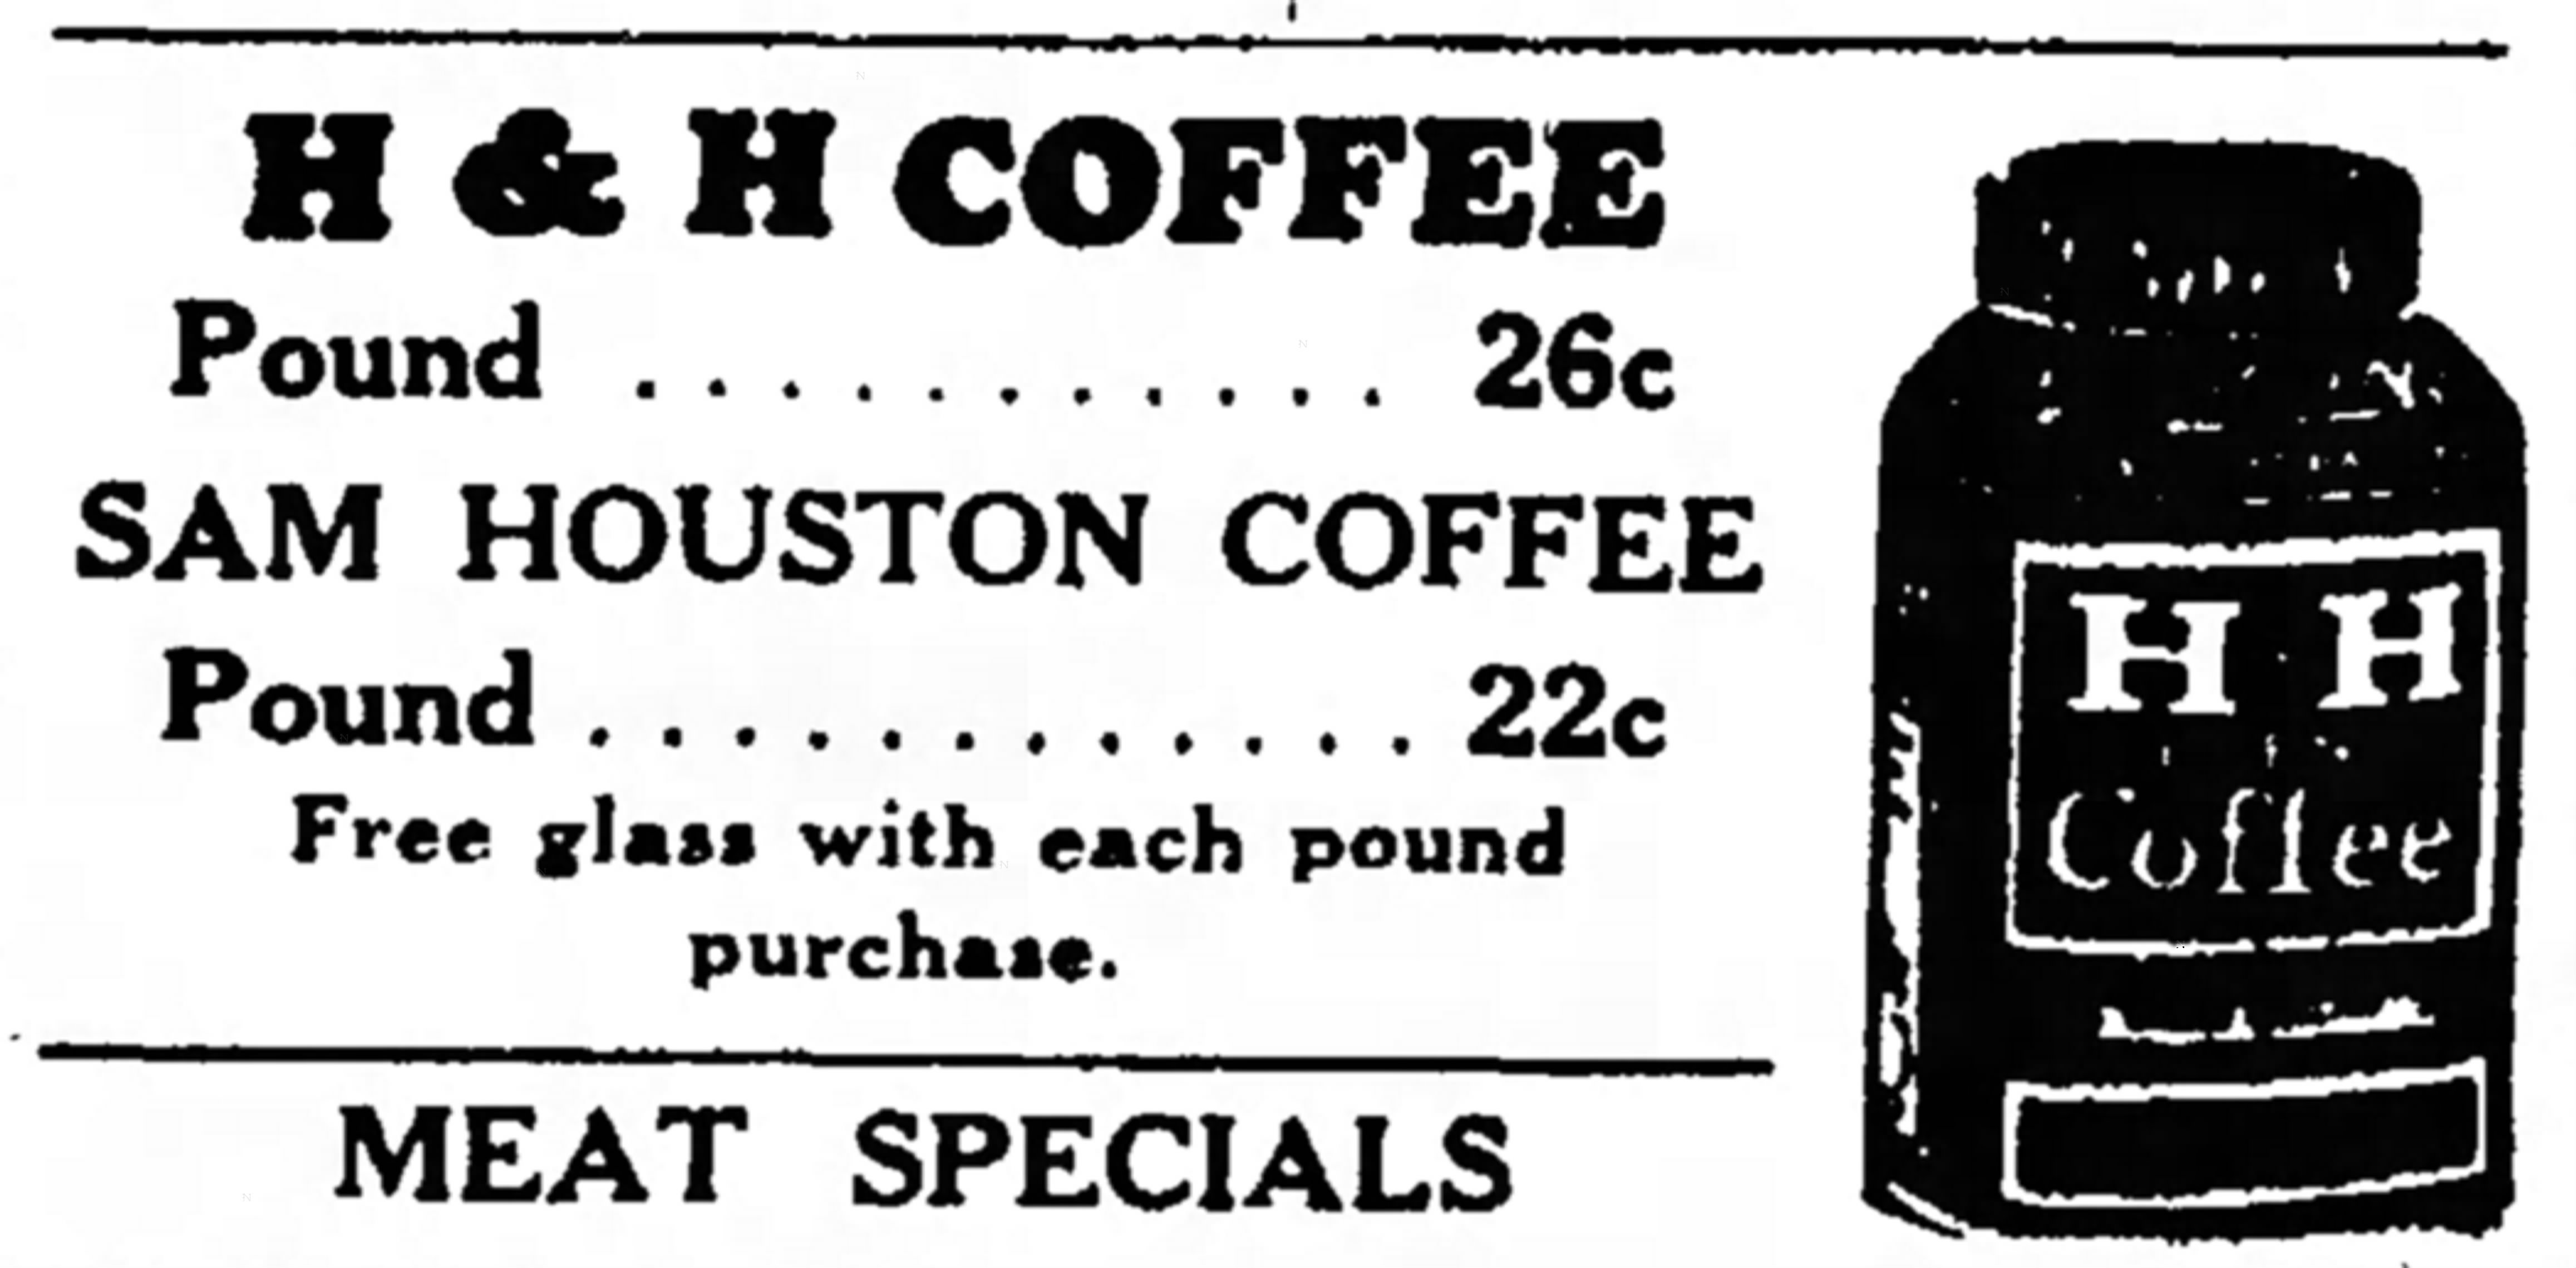 H & H COFFEE
Pound . . . . . . . . . . . 26c
SAM HOUSTON COFFEE
Pound . . . . . . . . . . . . 22c
Free glass with each pound
purchase.
MEAT SPECIALS
H H
Coffee